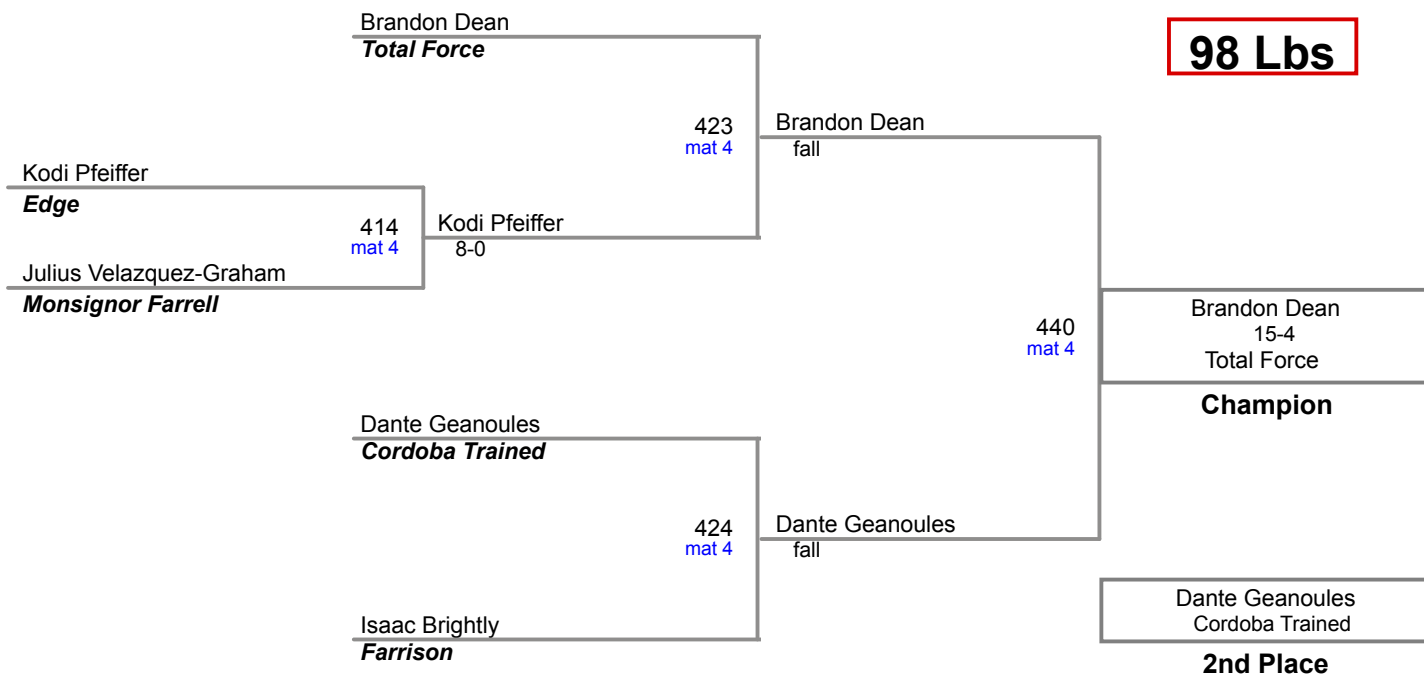 Brandon Dean
Total Force
98 Lbs
423
mat 4
Brandon Dean
fall
Kodi Pfeiffer
Edge
414
mat 4
Kodi Pfeiffer
8-0
Julius Velazquez-Graham
Monsignor Farrell
440
mat 4
Brandon Dean
15-4
Total Force
Champion
Dante Geanoules
Cordoba Trained
424
mat 4
Dante Geanoules
fall
Isaac Brightly
Farrison
Dante Geanoules
Cordoba Trained
2nd Place